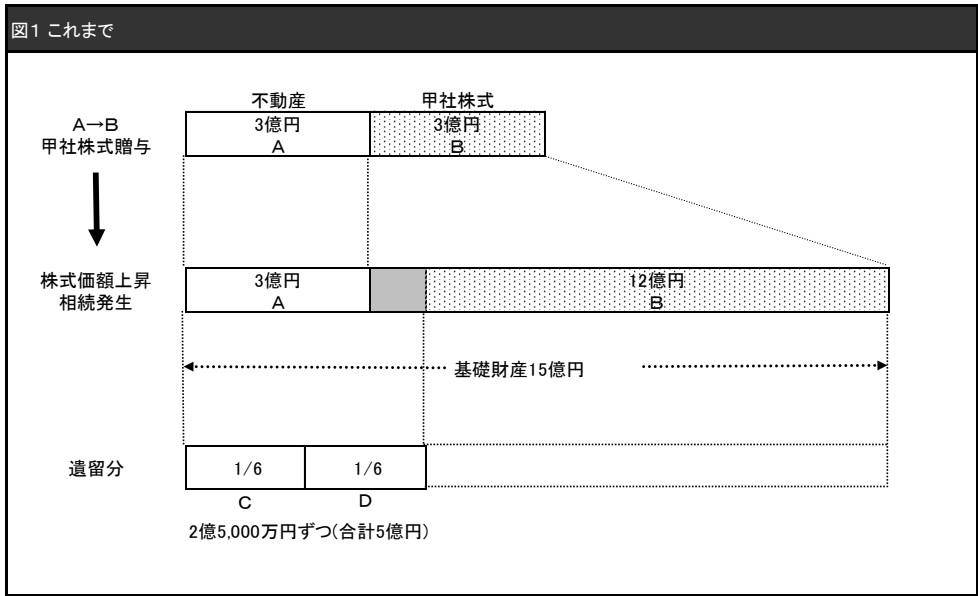 図1 これまで
不動産 甲社株式
A→B
甲社株式贈与
3億円
A
3億円
B
株式価額上昇
相続発生
3億円
A
12億円
B
基礎財産15億円
遺留分
1/6 1/6
C D
2億5,000万円ずつ(合計5億円)